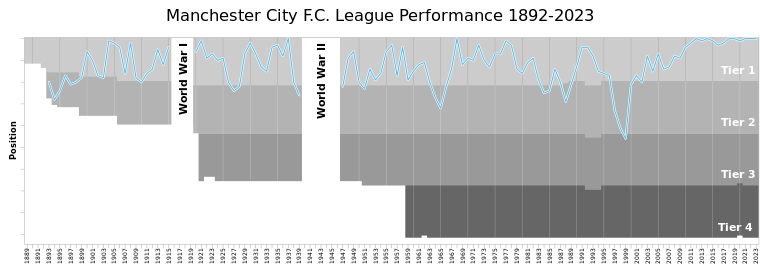 Manchester City F.C. League Performance 1892-2023
Position
World War I
World War II
Tier 1
Tier 2
Tier 3
Tier 4
1889 1891 1893 1895 1897 1899 1901 1903 1905 1907 1909 1911 1913 1915 1917 1919 1921 1923 1925 1927 1929 1931 1933 1935 1937 1939 1941 1943 1945 1947 1949 1951 1953 1955 1957 1959 1961 1963 1965 1967 1969 1971 1973 1975 1977 1979 1981 1983 1985 1987 1989 1991 1993 1995 1997 1999 2001 2003 2005 2007 2009 2011 2013 2015 2017 2019 2021 2023